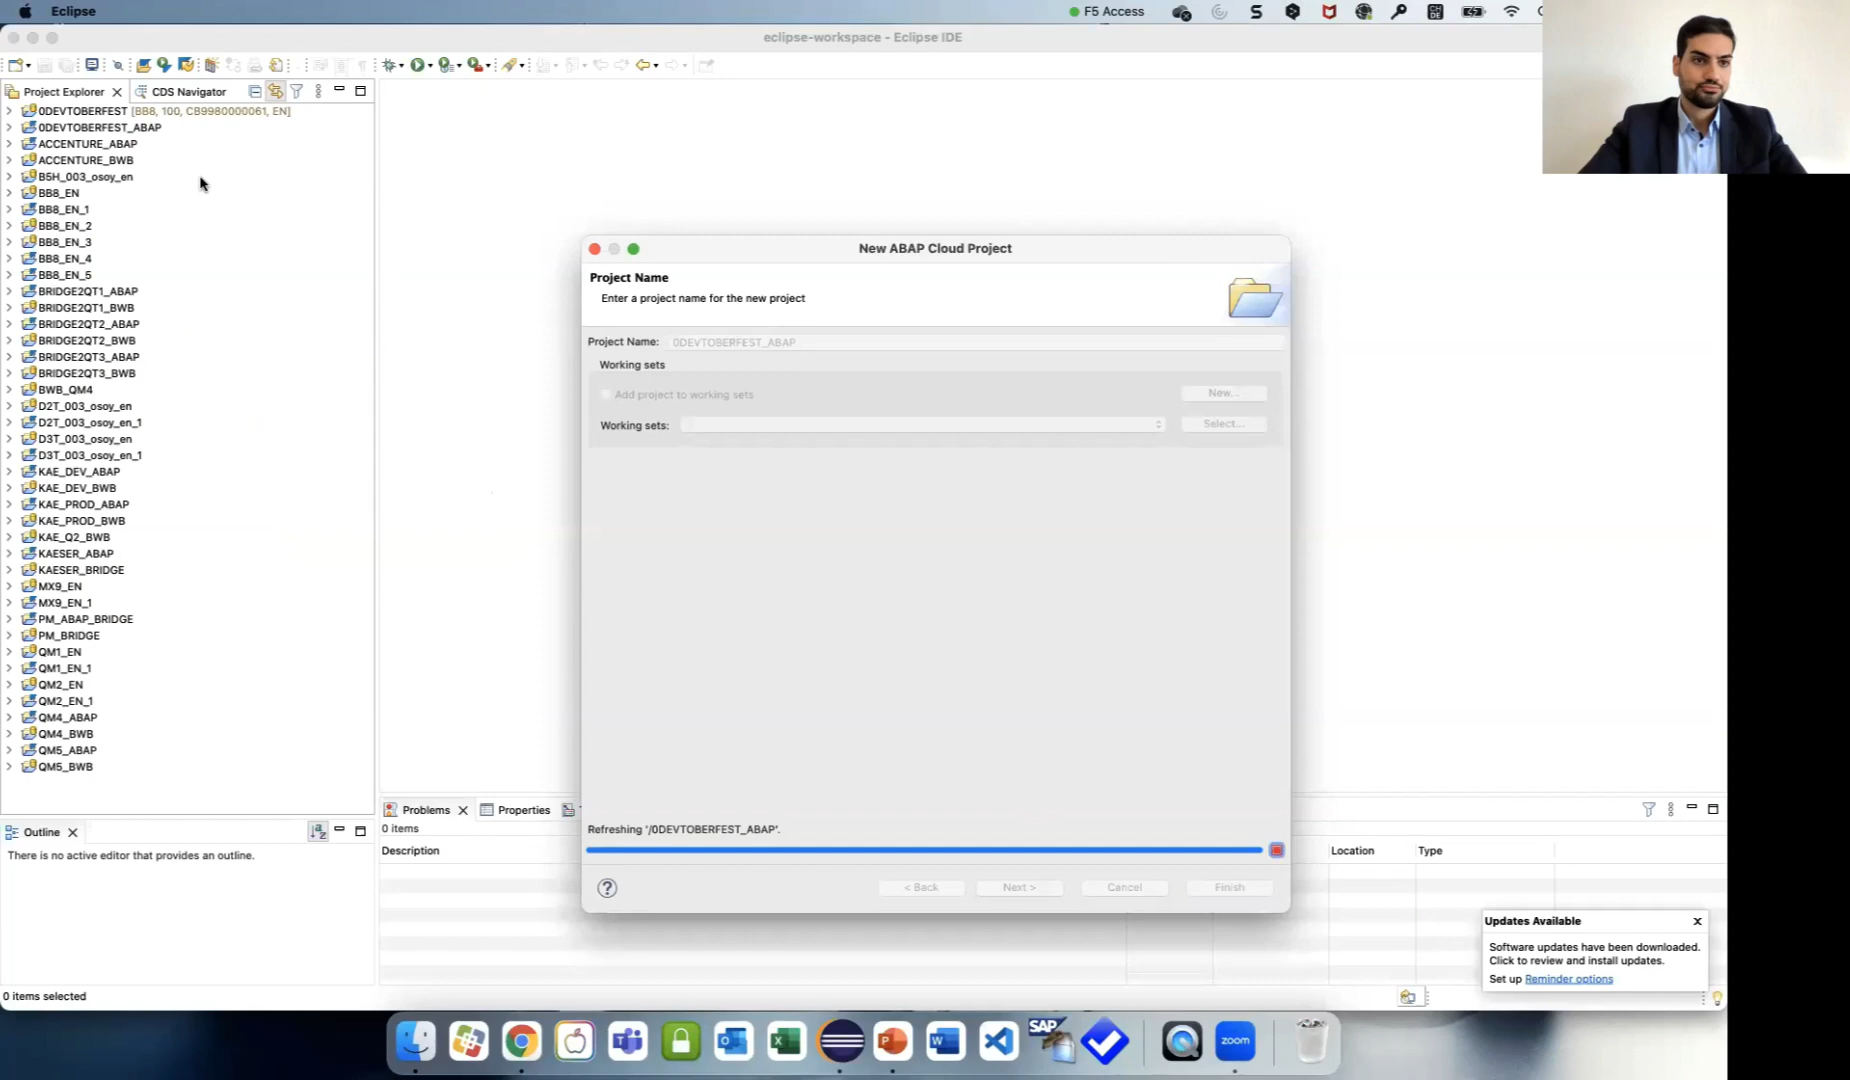 Eclipse
F5 Access
eclipse-workspace - Eclipse IDE
Project Explorer
CDS Navigator
0DEVTOBERFEST [BB8, 100, CB9980000061, EN]
0DEVTOBERFEST_ABAP
ACCENTURE_ABAP
ACCENTURE_BWB
B5H_003_osoy_en
BB8_EN
BB8_EN_1
BB8_EN_2
BB8_EN_3
BB8_EN_4
BB8_EN_5
BRIDGE2QT1_ABAP
BRIDGE2QT1_BWB
BRIDGE2QT2_ABAP
BRIDGE2QT2_BWB
BRIDGE2QT3_ABAP
BRIDGE2QT3_BWB
BWB_QM4
D2T_003_osoy_en
D2T_003_osoy_en_1
D3T_003_osoy_en
D3T_003_osoy_en_1
KAE_DEV_ABAP
KAE_DEV_BWB
KAE_PROD_ABAP
KAE_PROD_BWB
KAE_Q2_BWB
KAESER_ABAP
KAESER_BRIDGE
MX9_EN
MX9_EN_1
PM_ABAP_BRIDGE
PM_BRIDGE
QM1_EN
QM1_EN_1
QM2_EN
QM2_EN_1
QM4_ABAP
QM4_BWB
QM5_ABAP
QM5_BWB
New ABAP Cloud Project
Project Name
Enter a project name for the new project
Project Name: 0DEVTOBERFEST_ABAP
Working sets
Add project to working sets
New...
Working sets:
Select...
Refreshing '/0DEVTOBERFEST_ABAP'.
< Back
Next >
Cancel
Finish
Problems
Properties
0 items
Description
Location
Type
Outline
There is no active editor that provides an outline.
0 items selected
Updates Available
Software updates have been downloaded.
Click to review and install updates.
Set up Reminder options
SAP
zoom